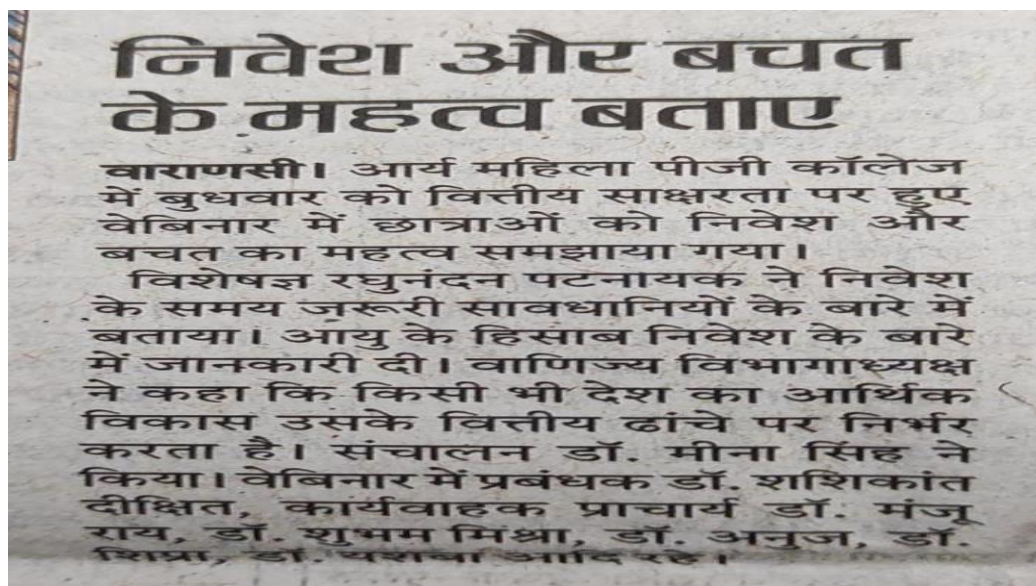 निवेश और बचत
के महत्व बताए
वाराणसी। आर्य महिला पीजी कॉलेज
में बुधवार को वित्तीय साक्षरता पर हुए
वेबिनार में छात्राओं को निवेश और
बचत का महत्व समझाया गया।
विशेषज्ञ रघुनंदन पटनायक ने निवेश
के समय जरूरी सावधानियों के बारे में
बताया। आयु के हिसाब निवेश के बारे
में जानकारी दी। वाणिज्य विभागाध्यक्ष
ने कहा कि किसी भी देश का आर्थिक
विकास उसके वित्तीय ढांचे पर निर्भर
करता है। संचालन डॉ. मीना सिंह ने
किया। वेबिनार में प्रबंधक डॉ. शशिकांत
दीक्षित, कार्यवाहक प्राचार्य डॉ. मंजू
राय, डॉ. शुभम मिश्रा, डॉ. अनुज, डॉ.
शिप्रा, डॉ. आदि रहे।